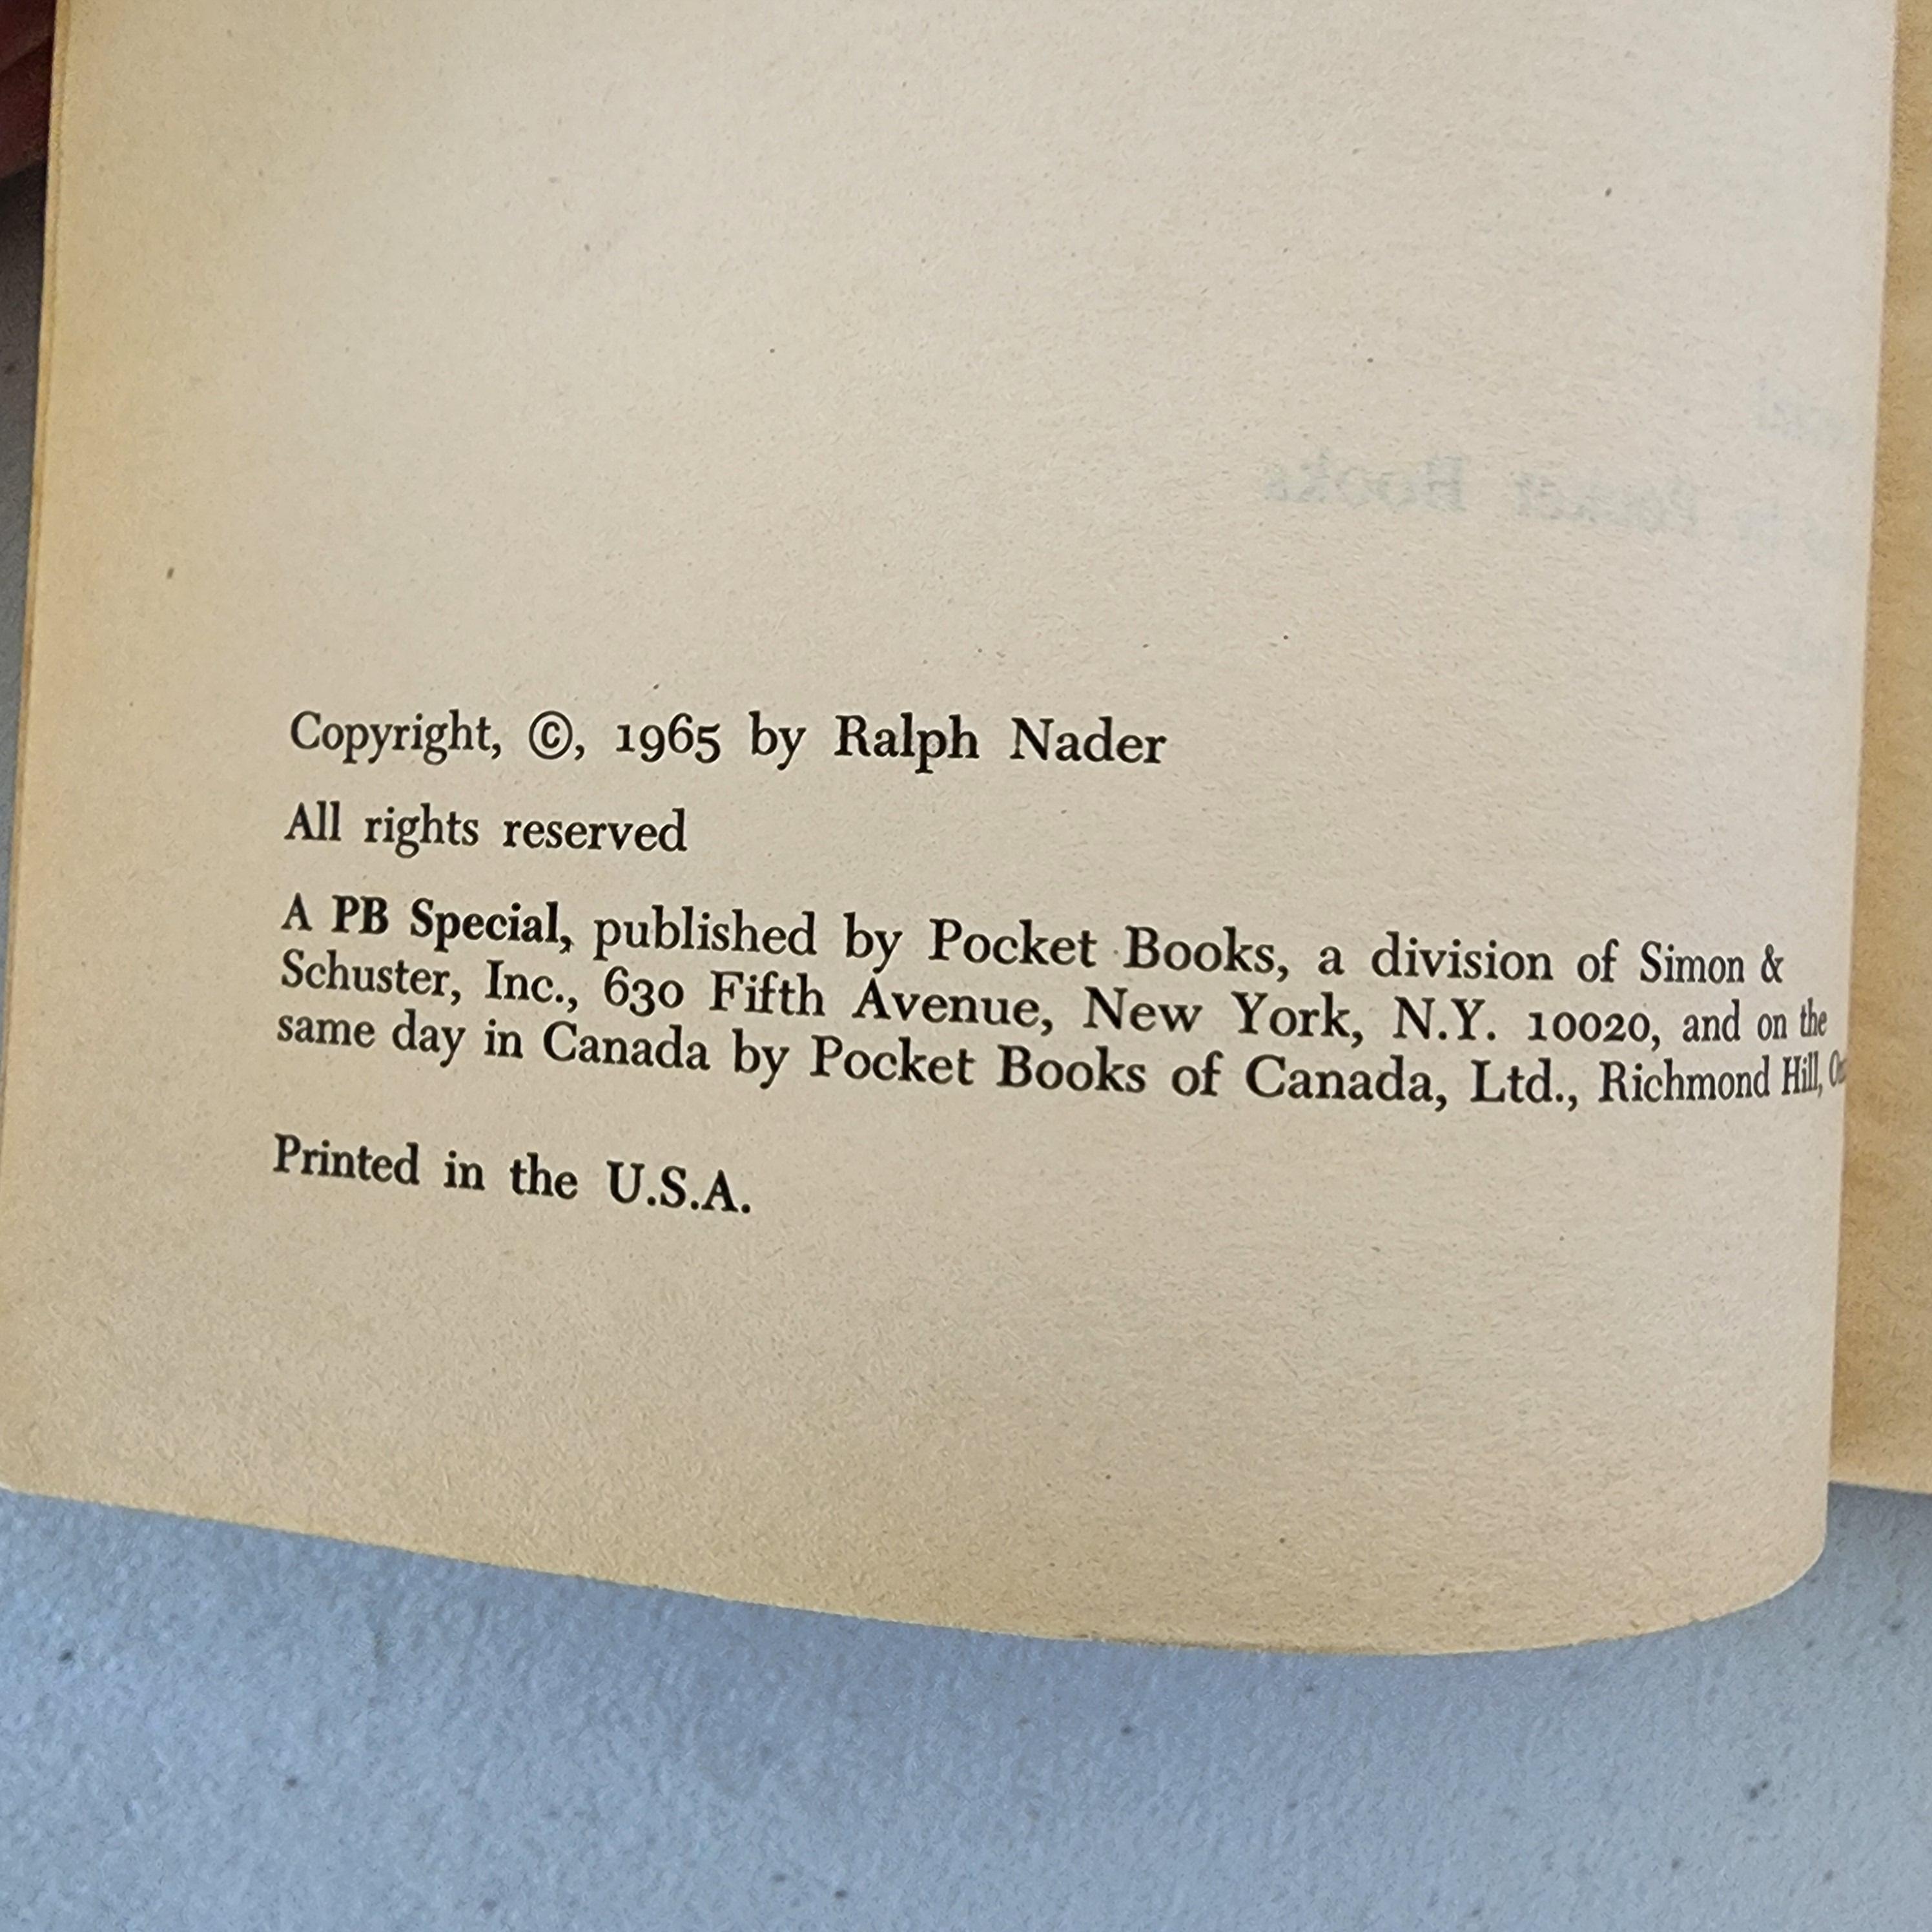 Pocket Books
Copyright, ©, 1965 by Ralph Nader
All rights reserved
A PB Special, published by Pocket Books, a division of Simon &
Schuster, Inc., 630 Fifth Avenue, New York, N.Y. 10020, and on the
same day in Canada by Pocket Books of Canada, Ltd., Richmond Hill,
Printed in the U.S.A.